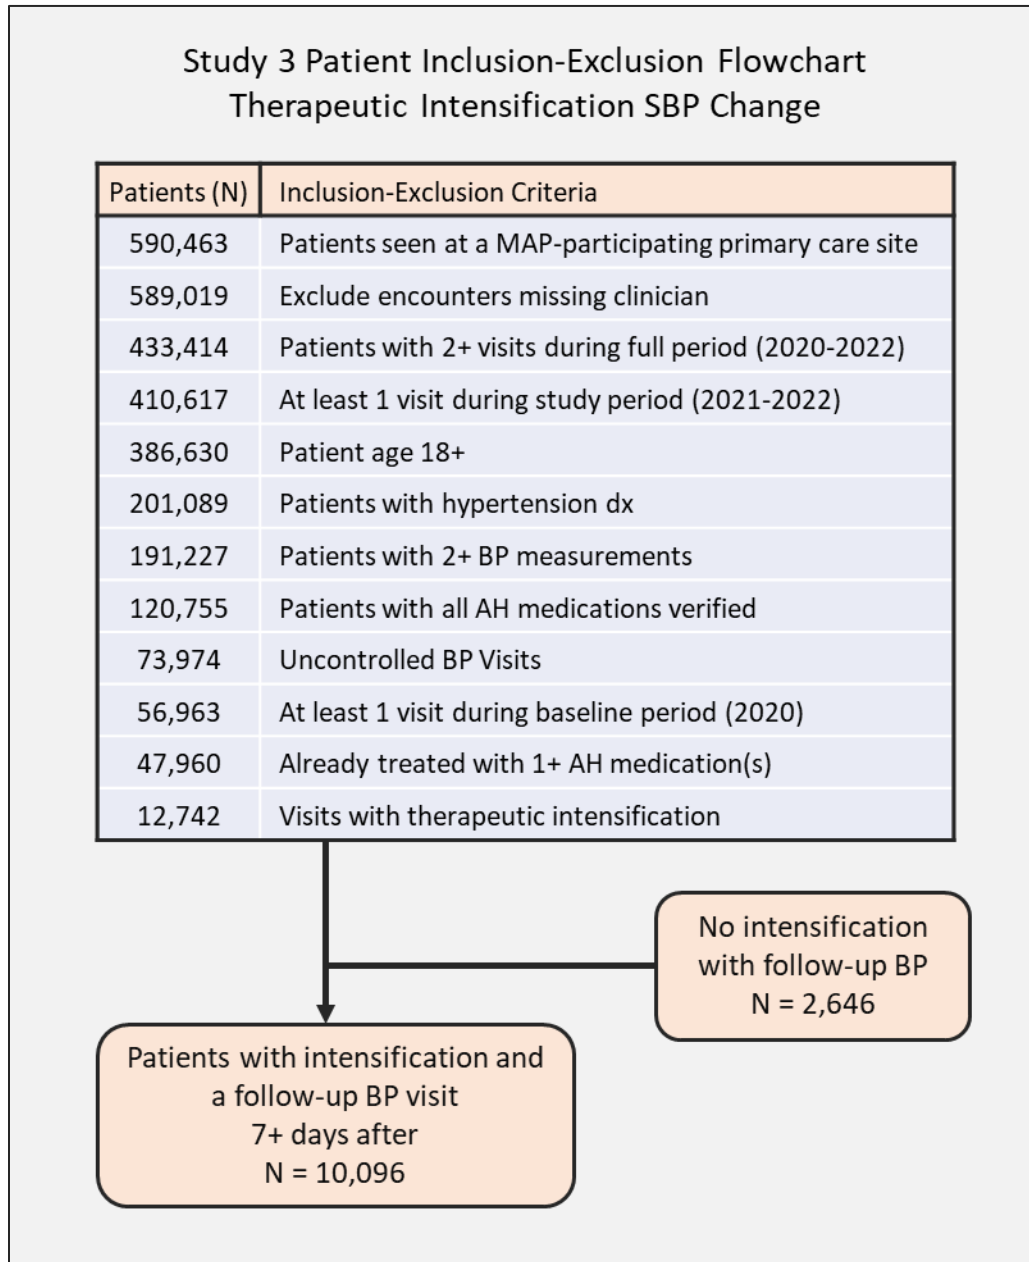 Study 3 Patient Inclusion-Exclusion Flowchart
Therapeutic Intensification SBP Change
Patients (N) Inclusion-Exclusion Criteria
590,463 Patients seen at a MAP-participating primary care site
589,019 Exclude encounters missing clinician
433,414 Patients with 2+ visits during full period (2020-2022)
410,617 At least 1 visit during study period (2021-2022)
386,630 Patient age 18+
201,089 Patients with hypertension dx
191,227 Patients with 2+ BP measurements
120,755 Patients with all AH medications verified
73,974 Uncontrolled BP Visits
56,963 At least 1 visit during baseline period (2020)
47,960 Already treated with 1+ AH medication(s)
12,742 Visits with therapeutic intensification
No intensification
with follow-up BP
N = 2,646
Patients with intensification and
a follow-up BP visit
7+ days after
N = 10,096